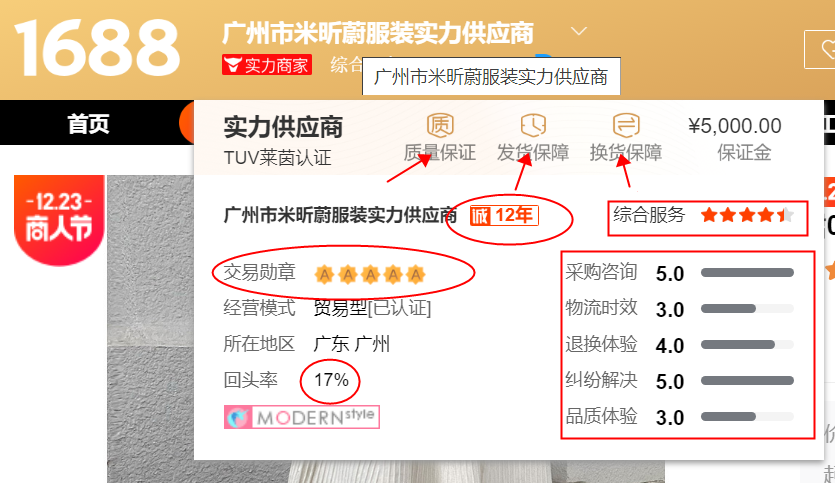 1688
广州市米昕蔚服装实力供应商
实力商家
综合
广州市米昕蔚服装实力供应商
首页
实力供应商
TUV莱茵认证
质
质量保证
发货保障
换货保障
¥5,000.00
保证金
-12.23-
商人节
广州市米昕蔚服装实力供应商
诚 12年
综合服务
交易勋章
A A A A A
采购咨询 5.0
经营模式 贸易型[已认证]
物流时效 3.0
所在地区 广东 广州
退换体验 4.0
回头率 17%
纠纷解决 5.0
MODERNstyle
品质体验 3.0